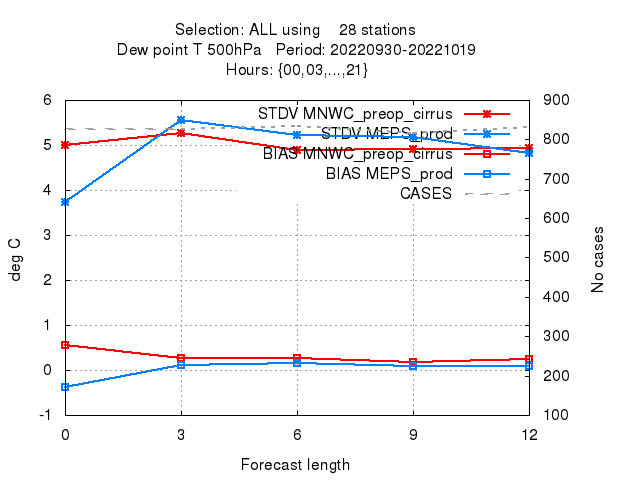 Selection: ALL using    28 stations
Dew point T 500hPa   Period: 20220930-20221019
Hours: {00,03,...,21}
STDV MNWC_preop_cirrus
STDV MEPS_prod
BIAS MNWC_preop_cirrus
BIAS MEPS_prod
CASES
6
5
4
3
2
1
0
-1
deg C
900
800
700
600
500
400
300
200
100
No cases
0 3 6 9 12
Forecast length